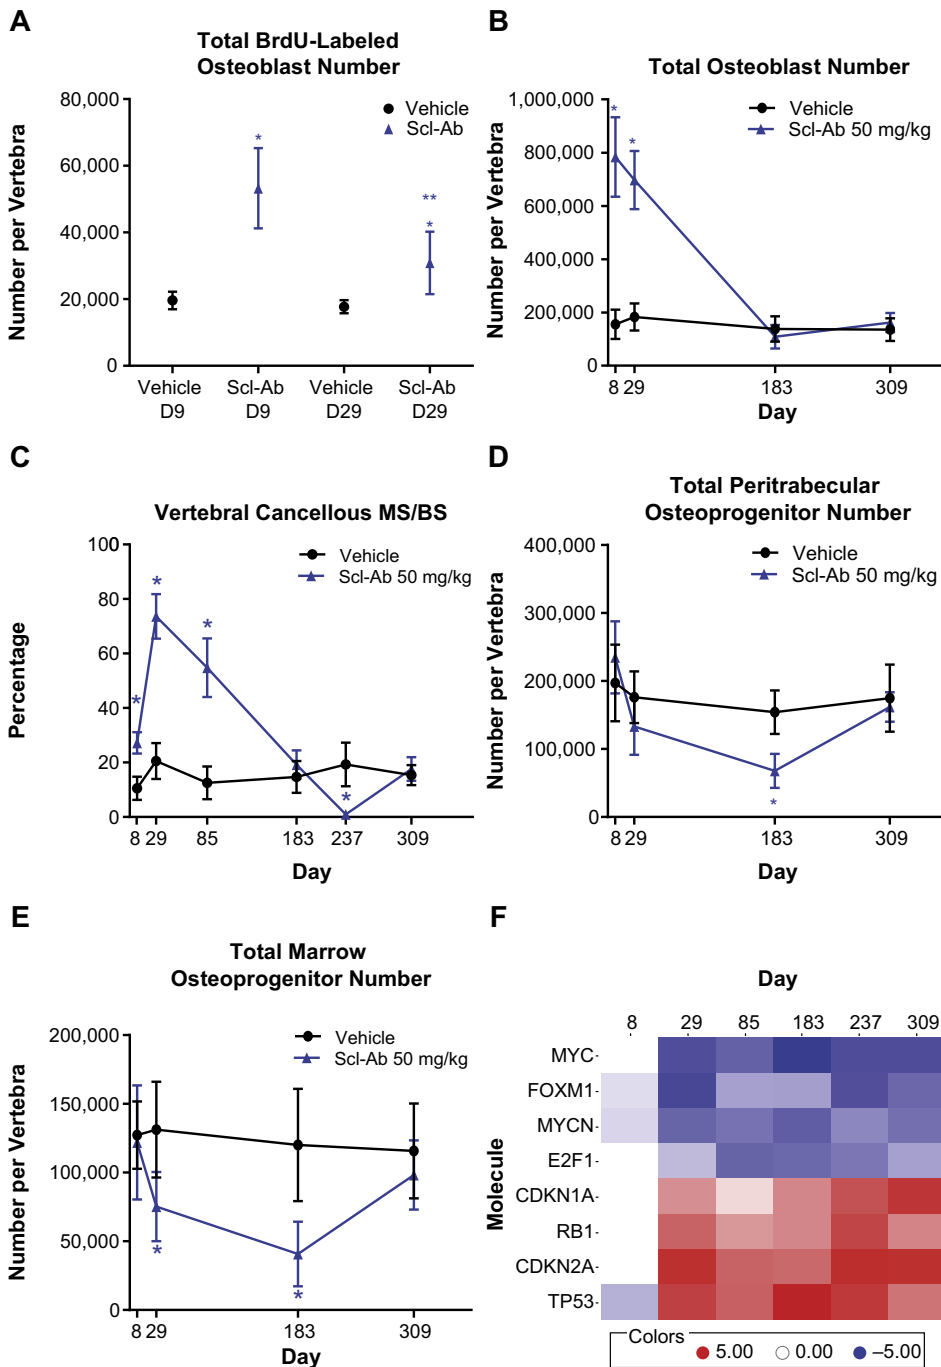 A
Total BrdU-Labeled
Osteoblast Number
Number per Vertebra
80,000
60,000
40,000
20,000
0
Vehicle
Scl-Ab
*
**
*
Vehicle
D9
Scl-Ab
D9
Vehicle
D29
Scl-Ab
D29
B
Total Osteoblast Number
Number per Vertebra
1,000,000
800,000
600,000
400,000
200,000
0
Vehicle
Scl-Ab 50 mg/kg
*
*
8 29 183 309
Day
C
Vertebral Cancellous MS/BS
Percentage
100
80
60
40
20
0
Vehicle
Scl-Ab 50 mg/kg
*
*
*
*
8 29 85 183 237 309
Day
D
Total Peritrabecular
Osteoprogenitor Number
Number per Vertebra
400,000
300,000
200,000
100,000
0
Vehicle
Scl-Ab 50 mg/kg
*
8 29 183 309
Day
E
Total Marrow
Osteoprogenitor Number
Number per Vertebra
200,000
150,000
100,000
50,000
0
Vehicle
Scl-Ab 50 mg/kg
*
*
8 29 183 309
Day
F
Day
8 29 85 183 237 309
Molecule
MYC
FOXM1
MYCN
E2F1
CDKN1A
RB1
CDKN2A
TP53
Colors
5.00 0.00 –5.00